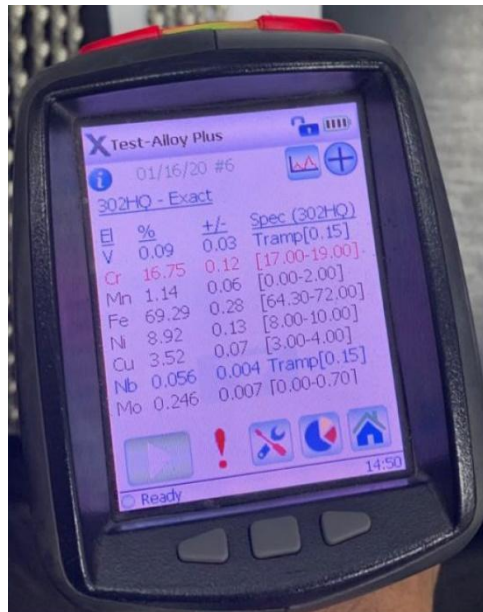 XTest-Alloy Plus
01/16/20 #6
302HQ - Exact
El % +/- Spec (302HQ)
V 0.09 0.03 Tramp[0.15]
Cr 16.75 0.12 [17.00-19.00]
Mn 1.14 0.06 [0.00-2.00]
Fe 69.29 0.28 [64.30-72.00]
Ni 8.92 0.13 [8.00-10.00]
Cu 3.52 0.07 [3.00-4.00]
Nb 0.056 0.004 Tramp[0.15]
Mo 0.246 0.007 [0.00-0.70]
14:50
Ready